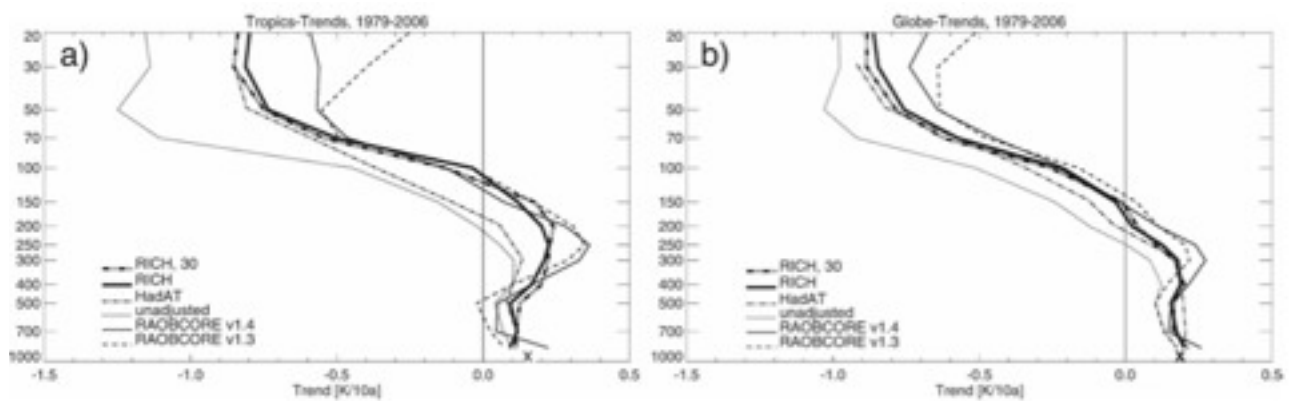 Tropics-Trends, 1979-2006
a)
20
30
50
70
100
150
200
250
300
400
500
700
1000
RICH, 30
RICH
HadAT
unadjusted
RAOBCORE v1.4
RAOBCORE v1.3
X
-1.5 -1.0 -0.5 0.0 0.5
Trend [K/10a]
Globe-Trends, 1979-2006
b)
20
30
50
70
100
150
200
250
300
400
500
700
1000
RICH, 30
RICH
HadAT
unadjusted
RAOBCORE v1.4
RAOBCORE v1.3
X
-1.5 -1.0 -0.5 0.0 0.5
Trend [K/10a]